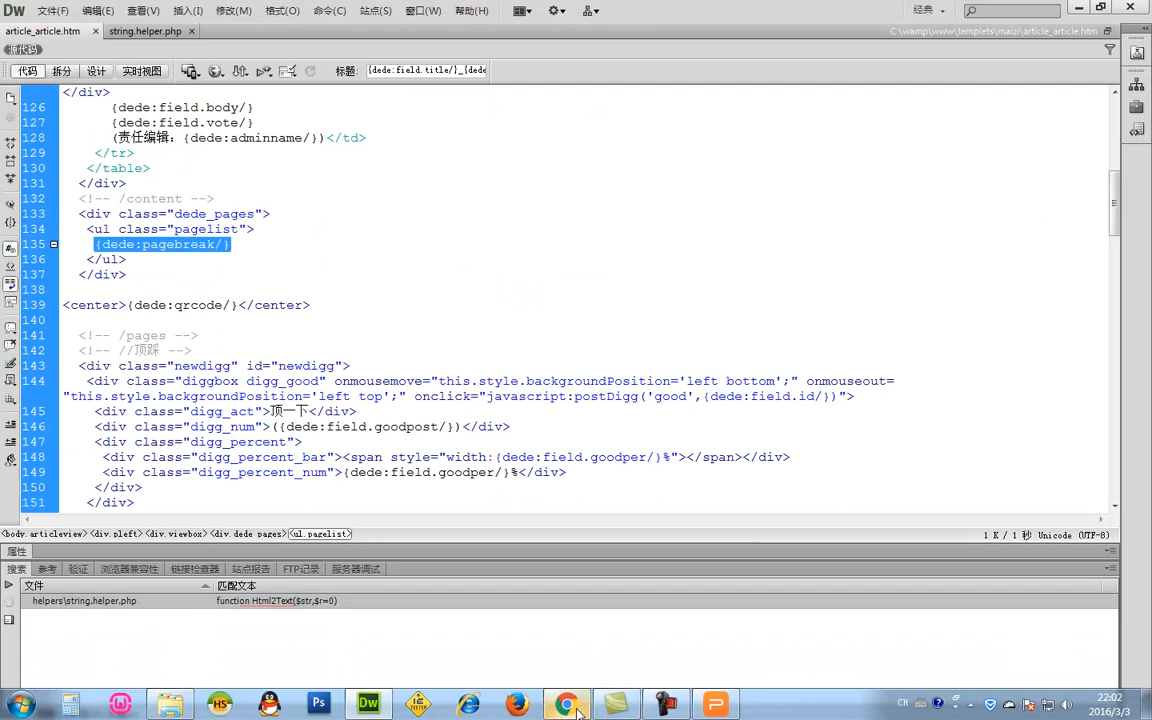 Dw 文件(F) 编辑(E) 查看(V) 插入(I) 修改(M) 格式(O) 命令(C) 站点(S) 窗口(W) 帮助(H) 经典
article_article.htm × string.helper.php × C:\wamp\www\templets\maizi\article_article.htm
源代码
代码 拆分 设计 实时视图 标题: {dede:field.title/}_{dede
</div>
126 {dede:field.body/}
127 {dede:field.vote/}
128 (责任编辑：{dede:adminname/})</td>
129 </tr>
130 </table>
131 </div>
132 <!-- /content -->
133 <div class="dede_pages">
134 <ul class="pagelist">
135 {dede:pagebreak/}
136 </ul>
137 </div>
138
139 <center>{dede:qrcode/}</center>
140
141 <!-- /pages -->
142 <!-- //顶踩 -->
143 <div class="newdigg" id="newdigg">
144 <div class="diggbox digg_good" onmousemove="this.style.backgroundPosition='left bottom';" onmouseout=
"this.style.backgroundPosition='left top';" onclick="javascript:postDigg('good',{dede:field.id/})">
145 <div class="digg_act">顶一下</div>
146 <div class="digg_num">({dede:field.goodpost/})</div>
147 <div class="digg_percent">
148 <div class="digg_percent_bar"><span style="width:{dede:field.goodper/}%"></span></div>
149 <div class="digg_percent_num">{dede:field.goodper/}%</div>
150 </div>
151 </div>
<body.articleview> <div.pleft> <div.viewbox> <div.dede_pages> <ul.pagelist> 1 K / 1 秒 Unicode (UTF-8)
属性
搜索 参考 验证 浏览器兼容性 链接检查器 站点报告 FTP记录 服务器调试
文件 匹配文本
helpers\string.helper.php function Html2Text($str,$r=0)
HS Ps Dw P CH 22:02
2016/3/3